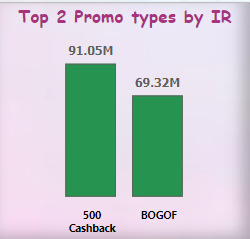 Top 2 Promo types by IR
91.05M
69.32M
500
Cashback
BOGOF